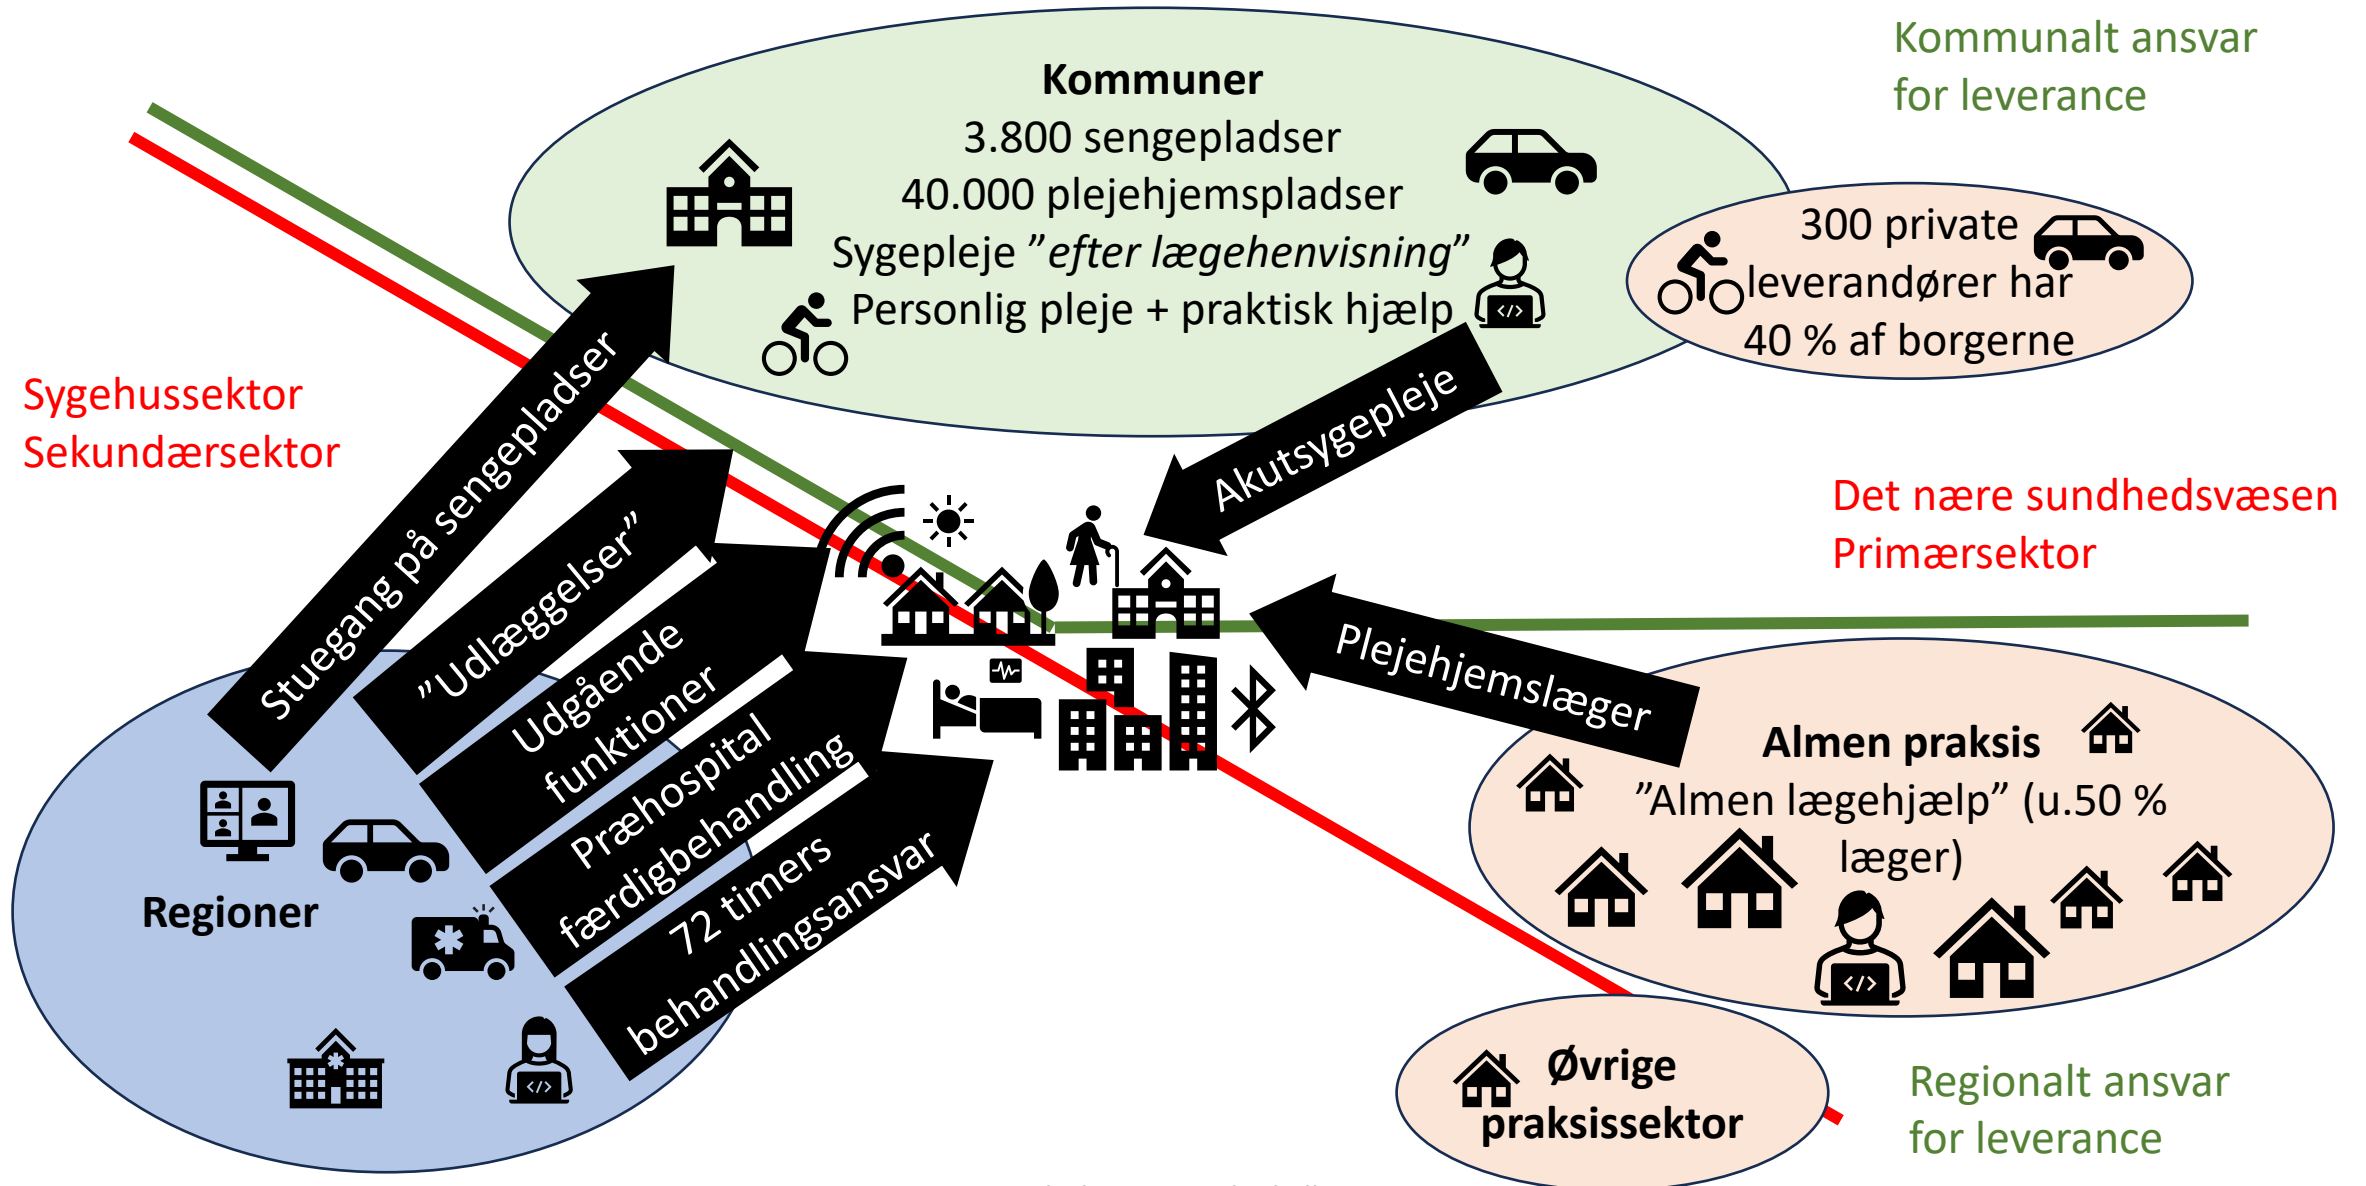 Kommunalt ansvar
for leverance
Kommuner
3.800 sengepladser
40.000 plejehjemspladser
Sygepleje ”efter lægehenvisning”
Personlig pleje + praktisk hjælp
300 private
leverandører har
40 % af borgerne
Sygehussektor
Sekundærsektor
Stuegang på sengepladser
”Udlæggelser”
Udgående
funktioner
Præhospital
færdigbehandling
72 timers
behandlingsansvar
Akutsygepleje
Det nære sundhedsvæsen
Primærsektor
Plejehjemslæger
Almen praksis
”Almen lægehjælp” (u.50 %
læger)
</>
</>
</>
Regioner
Øvrige
praksissektor
Regionalt ansvar
for leverance